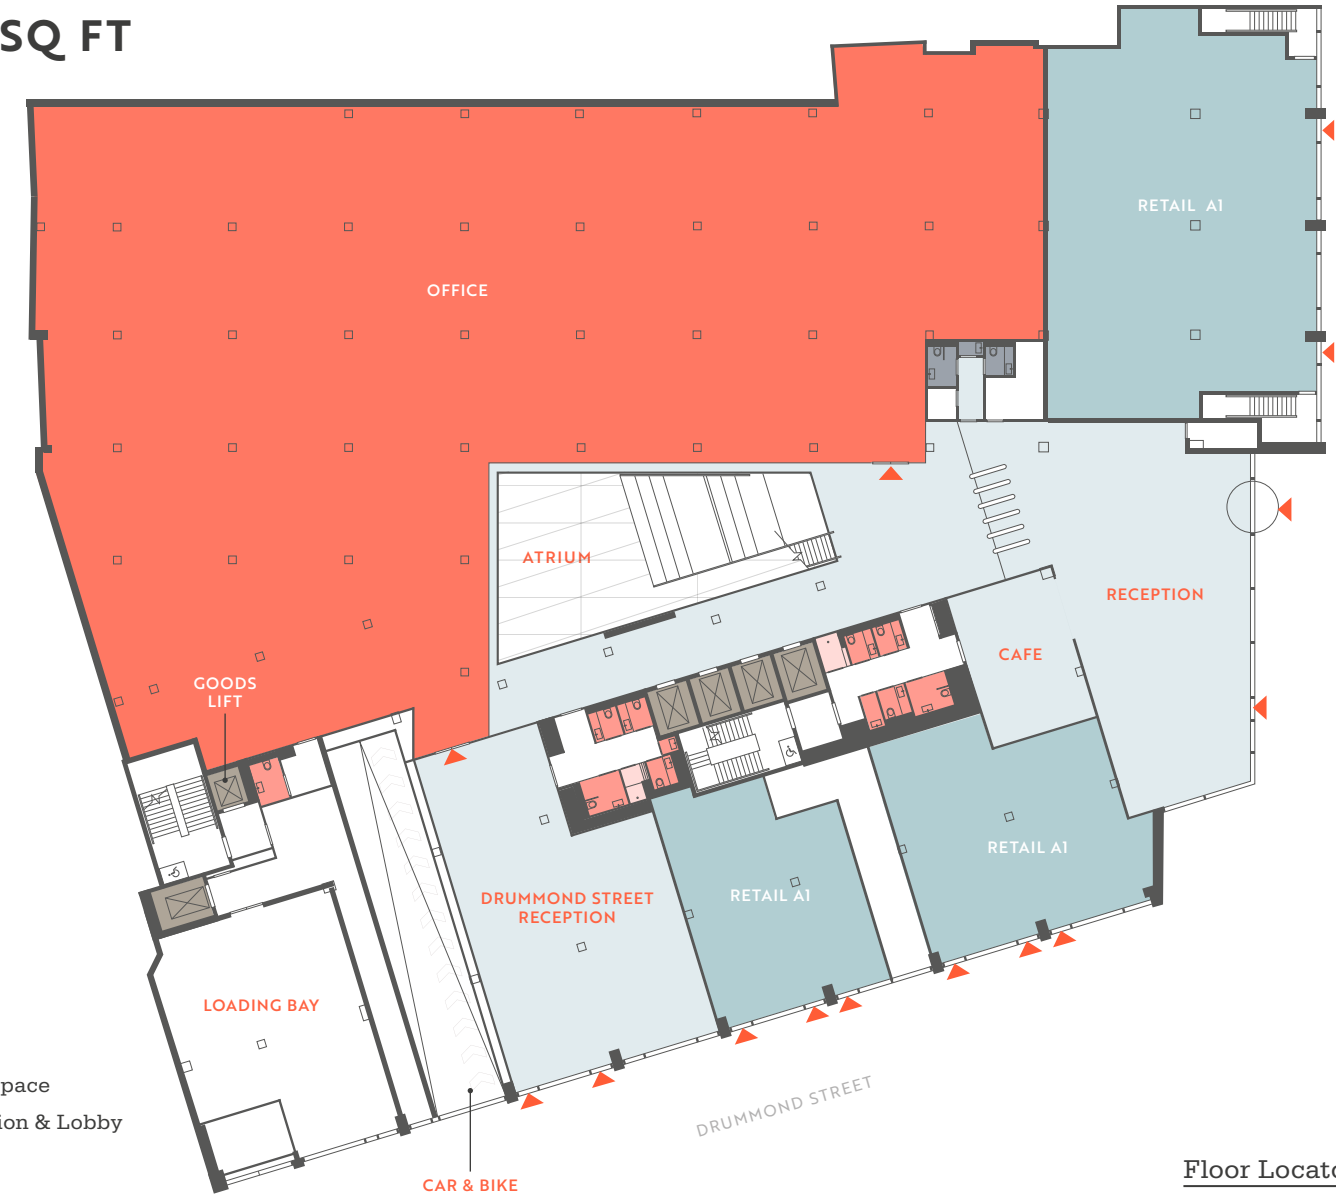 SQ FT
RETAIL A1
OFFICE
ATRIUM
RECEPTION
CAFE
GOODS
LIFT
RETAIL A1
RETAIL A1
DRUMMOND STREET
RECEPTION
LOADING BAY
pace
ion & Lobby
DRUMMOND STREET
CAR & BIKE
Floor Locato